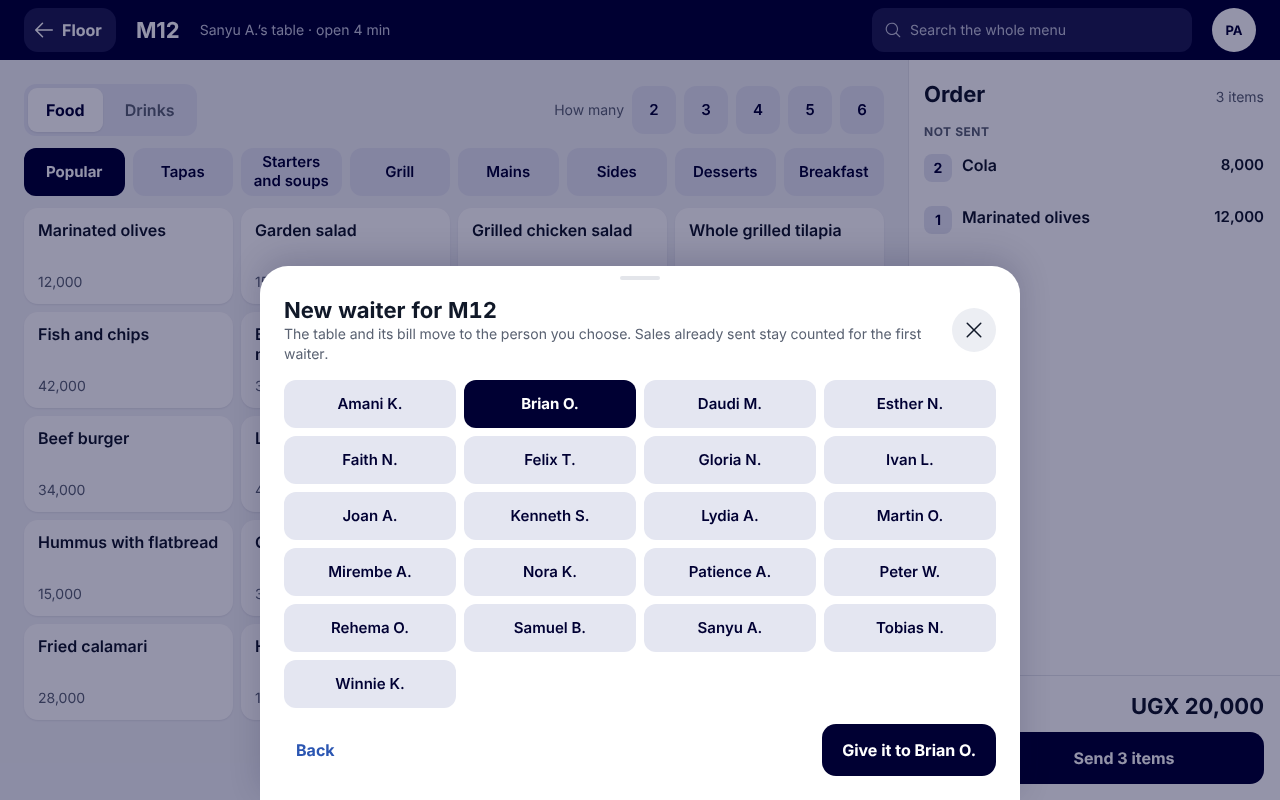 Floor
M12
Sanyu A.'s table · open 4 min
Search the whole menu
PA
Food
Drinks
How many
2
3
4
5
6
Popular
Tapas
Starters
and soups
Grill
Mains
Sides
Desserts
Breakfast
Marinated olives
12,000
Garden salad
Grilled chicken salad
Whole grilled tilapia
Fish and chips
42,000
Beef burger
34,000
Hummus with flatbread
15,000
Fried calamari
28,000
Order
3 items
NOT SENT
2
Cola
8,000
1
Marinated olives
12,000
UGX 20,000
Send 3 items
New waiter for M12
The table and its bill move to the person you choose. Sales already sent stay counted for the first
waiter.
Amani K.
Brian O.
Daudi M.
Esther N.
Faith N.
Felix T.
Gloria N.
Ivan L.
Joan A.
Kenneth S.
Lydia A.
Martin O.
Mirembe A.
Nora K.
Patience A.
Peter W.
Rehema O.
Samuel B.
Sanyu A.
Tobias N.
Winnie K.
Back
Give it to Brian O.